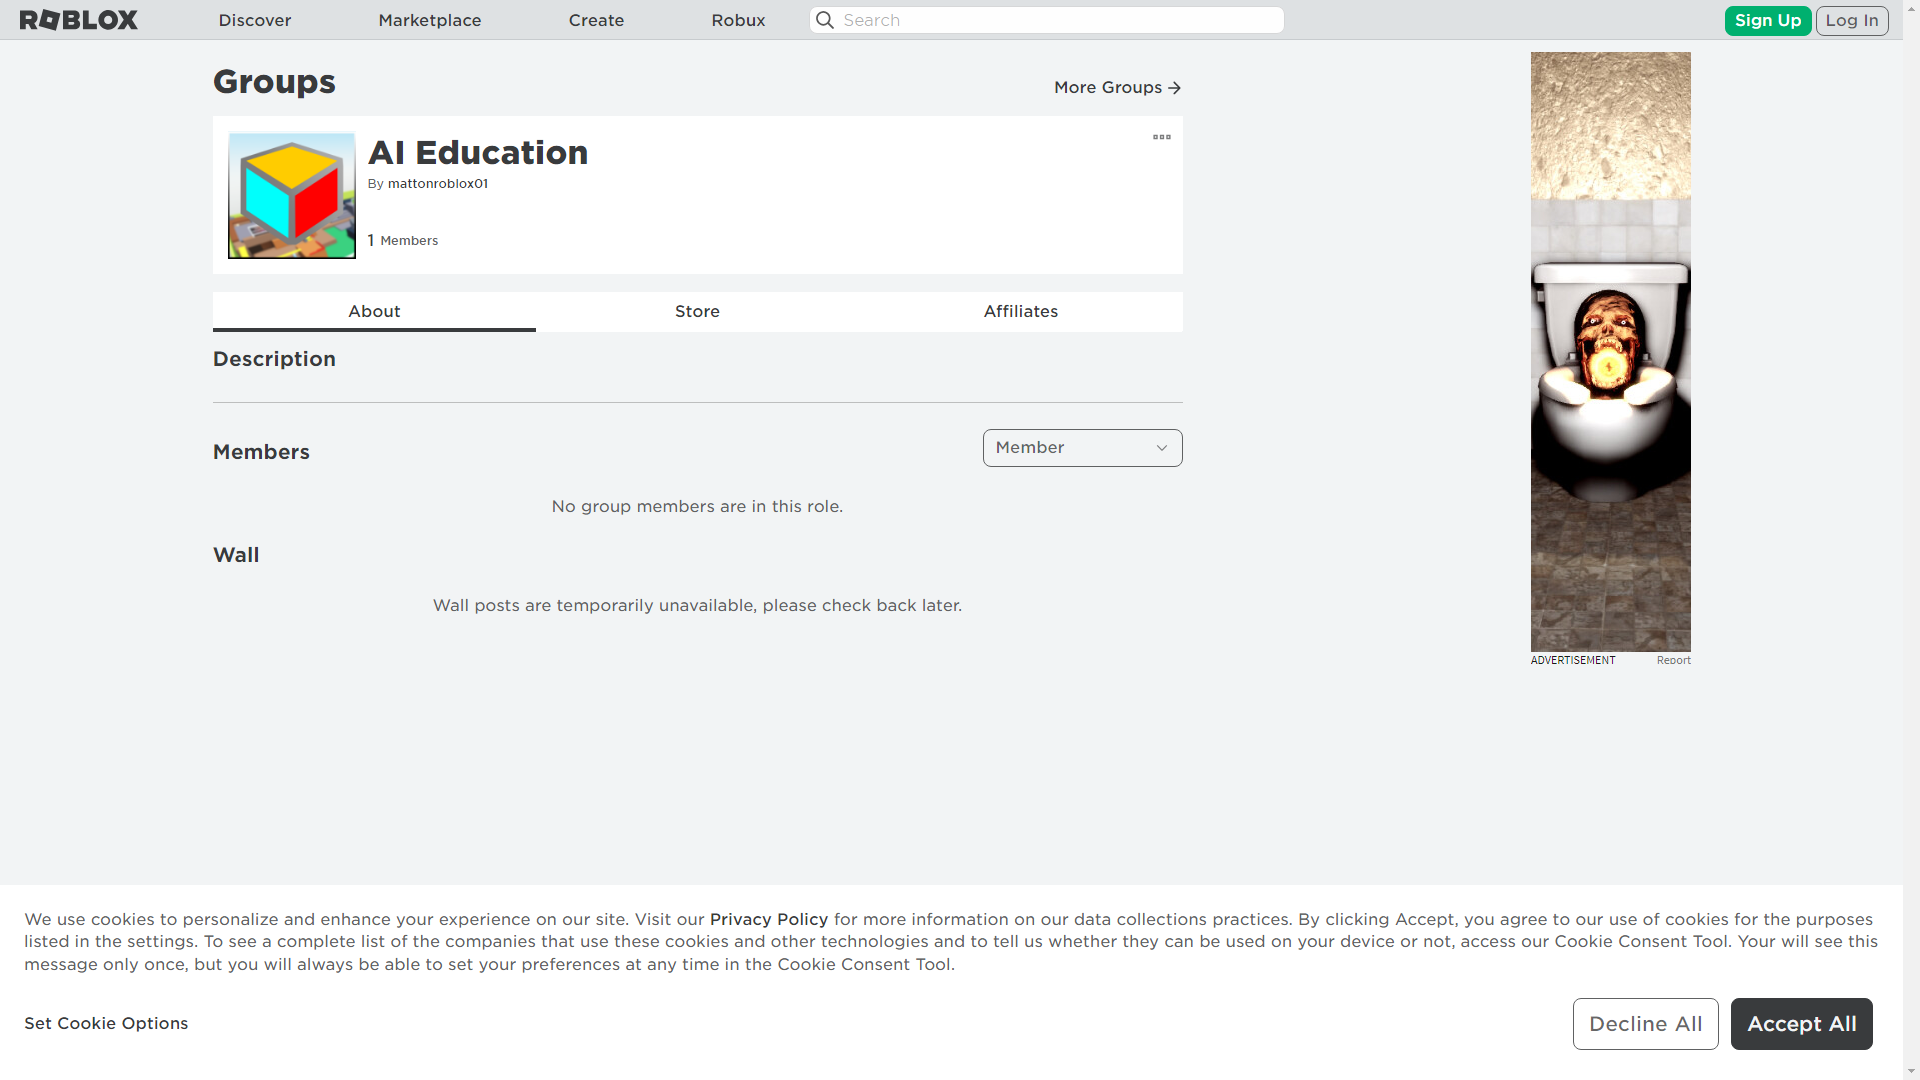 ROBLOX Discover Marketplace Create Robux Search Sign Up Log In
Groups
More Groups
AI Education
By mattonroblox01
1 Members
About Store Affiliates
Description
Members
Member
No group members are in this role.
Wall
Wall posts are temporarily unavailable, please check back later.
ADVERTISEMENT Report
We use cookies to personalize and enhance your experience on our site. Visit our Privacy Policy for more information on our data collections practices. By clicking Accept, you agree to our use of cookies for the purposes
listed in the settings. To see a complete list of the companies that use these cookies and other technologies and to tell us whether they can be used on your device or not, access our Cookie Consent Tool. Your will see this
message only once, but you will always be able to set your preferences at any time in the Cookie Consent Tool.
Set Cookie Options
Decline All
Accept All